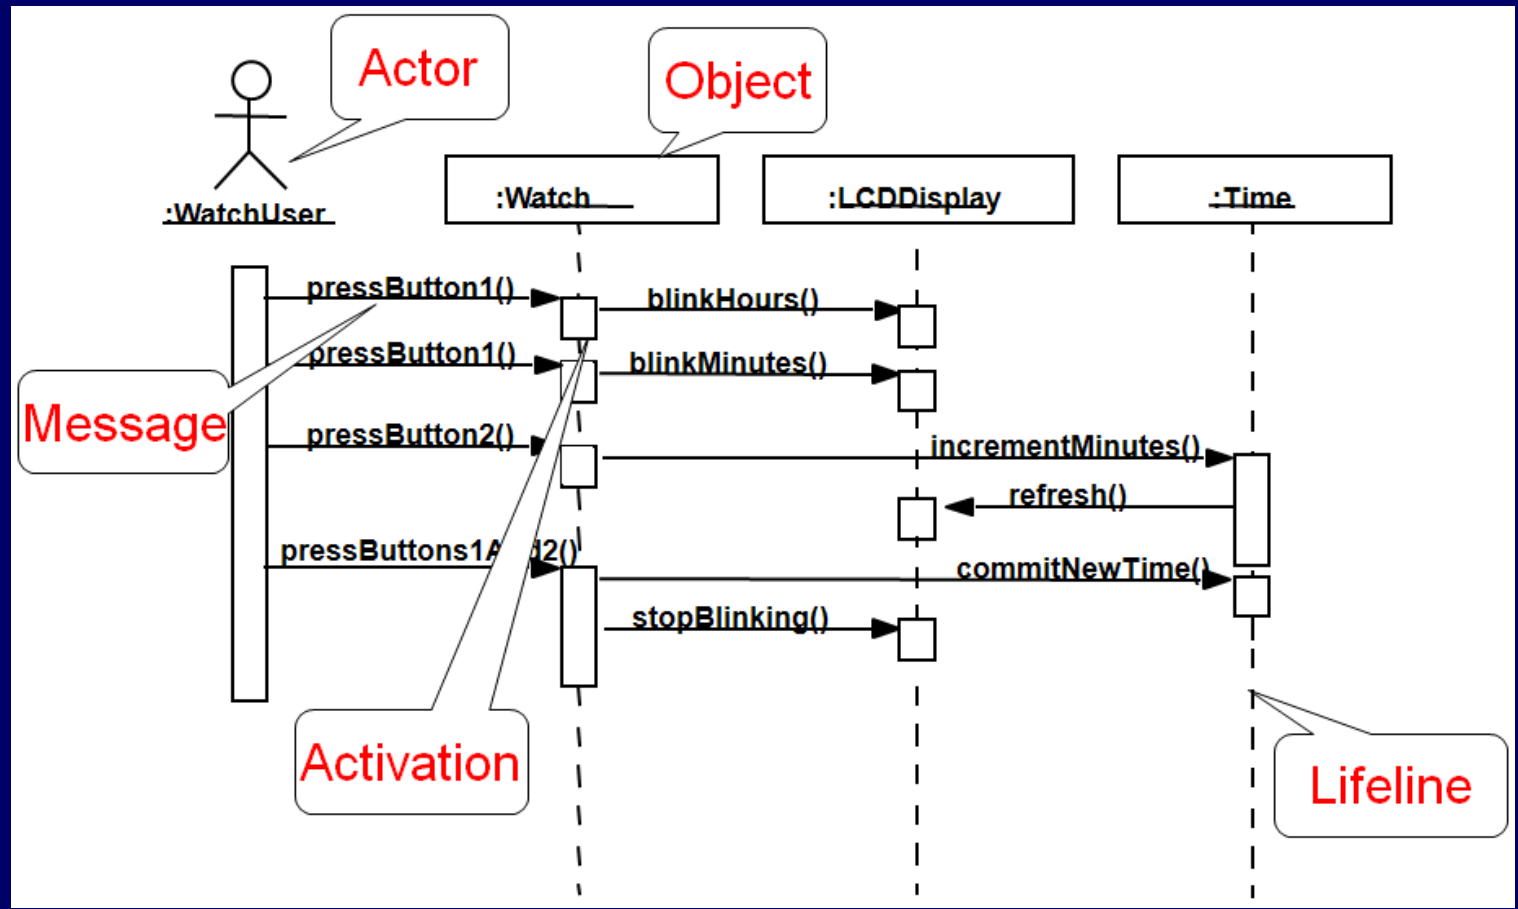 Actor
Object
:WatchUser
:Watch
:LCDDisplay
:Time
pressButton1()
blinkHours()
pressButton1()
blinkMinutes()
Message
pressButton2()
incrementMinutes()
refresh()
commitNewTime()
stopBlinking()
Activation
Lifeline